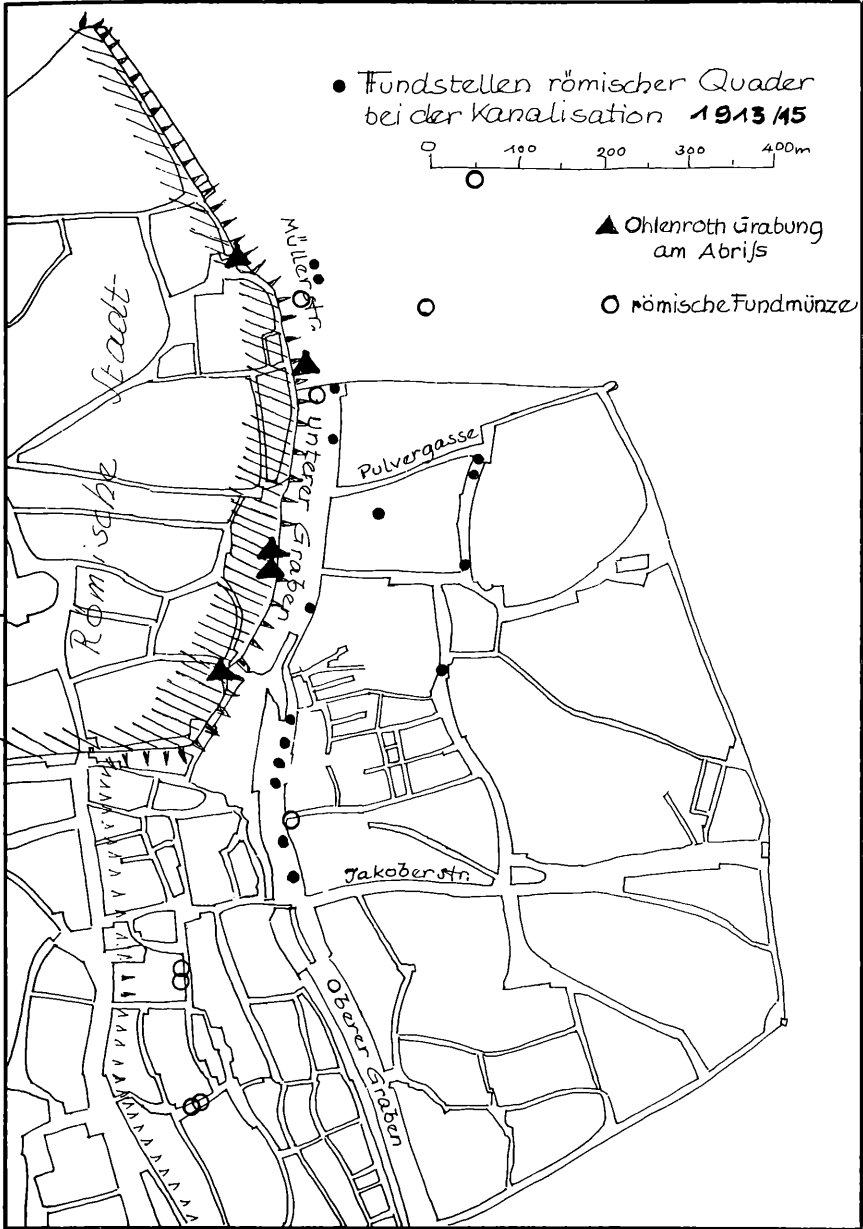 Fundstellen römischer Quader
bei der Kanalisation 1913/15
0 100 200 300 400m
Ohlenroth Grabung
am Abriſs
römische Fundmünze
Müllerstr.
Römische Stadt
unterer Graben
Pulvergasse
Jakoberstr.
Oberer Graben